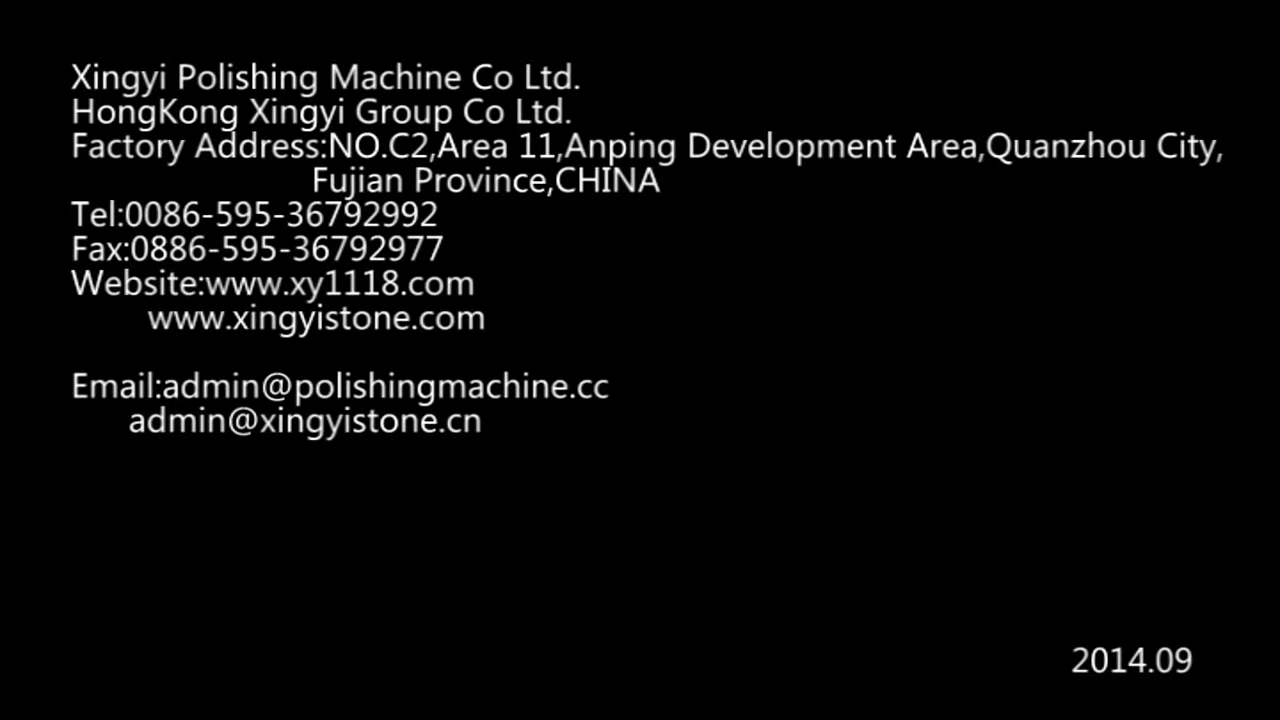 Xingyi Polishing Machine Co Ltd.
HongKong Xingyi Group Co Ltd.
Factory Address:NO.C2,Area 11,Anping Development Area,Quanzhou City,
Fujian Province,CHINA
Tel:0086-595-36792992
Fax:0886-595-36792977
Website:www.xy1118.com
www.xingyistone.com
Email:admin@polishingmachine.cc
admin@xingyistone.cn
2014.09